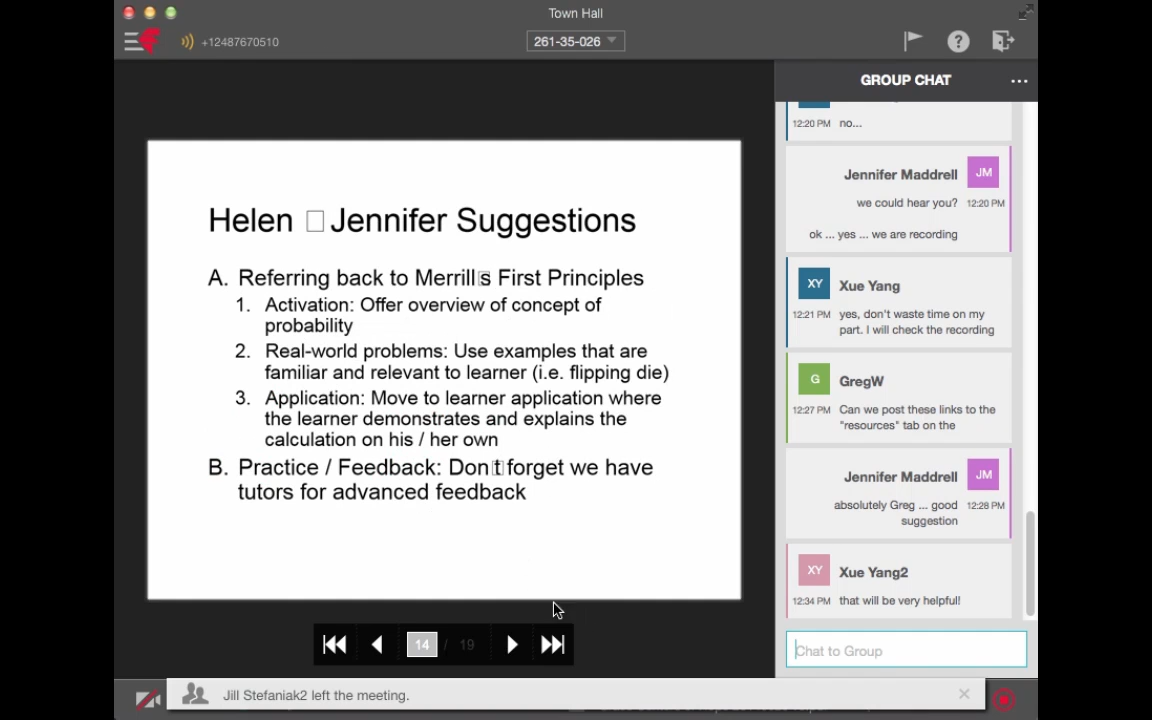 Town Hall
+12487670510
261-35-026
GROUP CHAT
Helen □ Jennifer Suggestions
A. Referring back to Merrill□s First Principles
1. Activation: Offer overview of concept of
probability
2. Real-world problems: Use examples that are
familiar and relevant to learner (i.e. flipping die)
3. Application: Move to learner application where
the learner demonstrates and explains the
calculation on his / her own
B. Practice / Feedback: Don□t forget we have
tutors for advanced feedback
14 / 19
12:20 PM no...
Jennifer Maddrell JM
we could hear you? 12:20 PM
ok ... yes ... we are recording
XY Xue Yang
12:21 PM yes, don't waste time on my
part. I will check the recording
G GregW
12:27 PM Can we post these links to the
"resources" tab on the
Jennifer Maddrell JM
absolutely Greg ... good 12:28 PM
suggestion
XY Xue Yang2
12:34 PM that will be very helpful!
Chat to Group
Jill Stefaniak2 left the meeting.